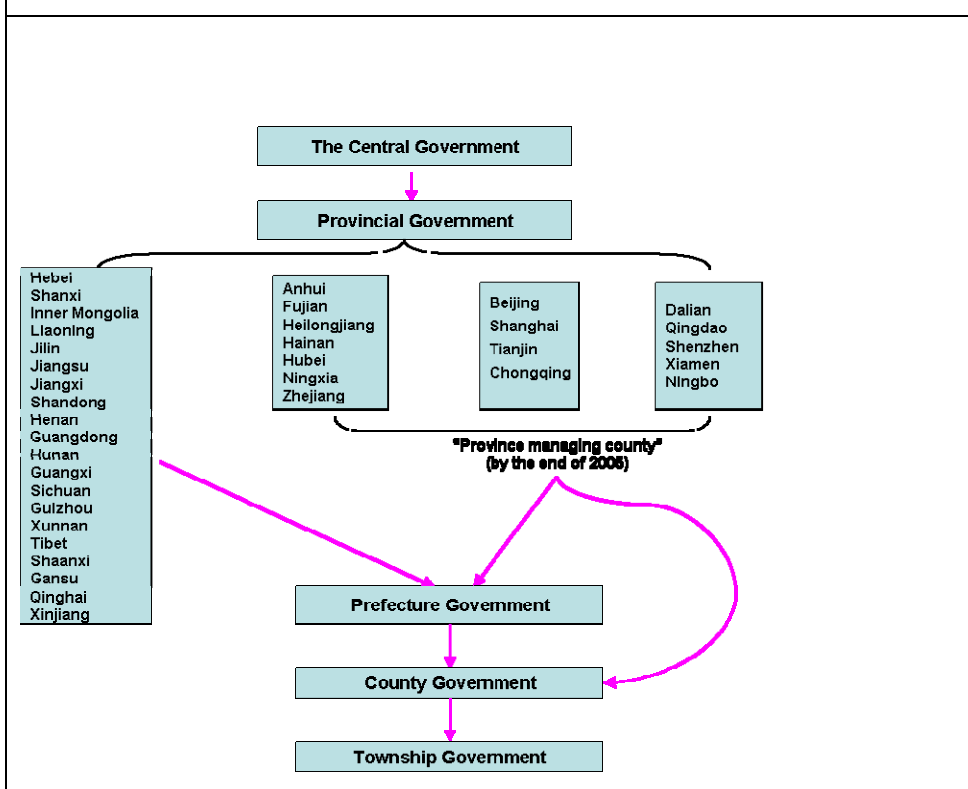 The Central Government
Provincial Government
Hebei
Shanxi
Inner Mongolia
Liaoning
Jilin
Jiangsu
Jiangxi
Shandong
Henan
Guangdong
Hunan
Guangxi
Sichuan
Guizhou
Xunnan
Tibet
Shaanxi
Gansu
Qinghai
Xinjiang
Anhui
Fujian
Heilongjiang
Hainan
Hubei
Ningxia
Zhejiang
Beijing
Shanghai
Tianjin
Chongqing
Dalian
Qingdao
Shenzhen
Xiamen
Ningbo
"Province managing county"
(by the end of 2005)
Prefecture Government
County Government
Township Government